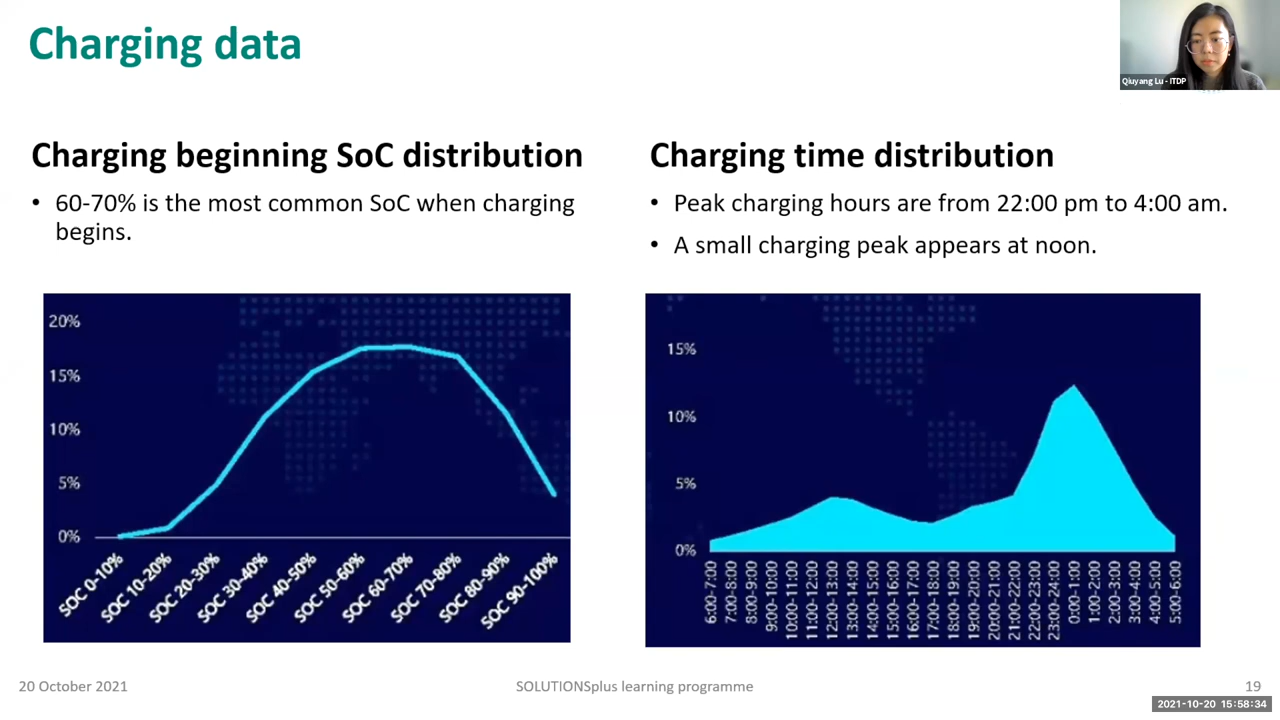 Charging data
Qiuyang Lu - ITDP
Charging beginning SoC distribution
• 60-70% is the most common SoC when charging
begins.
20%
15%
10%
5%
0%
SOC 0-10%
SOC 10-20%
SOC 20-30%
SOC 30-40%
SOC 40-50%
SOC 50-60%
SOC 60-70%
SOC 70-80%
SOC 80-90%
SOC 90-100%
Charging time distribution
• Peak charging hours are from 22:00 pm to 4:00 am.
• A small charging peak appears at noon.
15%
10%
5%
0%
6:00-7:00
7:00-8:00
8:00-9:00
9:00-10:00
10:00-11:00
11:00-12:00
12:00-13:00
13:00-14:00
14:00-15:00
15:00-16:00
16:00-17:00
17:00-18:00
18:00-19:00
19:00-20:00
20:00-21:00
21:00-22:00
22:00-23:00
23:00-24:00
0:00-1:00
1:00-2:00
2:00-3:00
3:00-4:00
4:00-5:00
5:00-6:00
20 October 2021
SOLUTIONSplus learning programme
19
2021-10-20 15:58:34